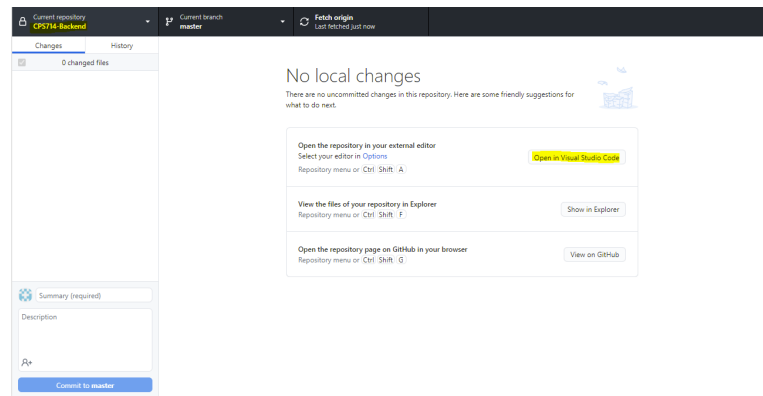 Current repository
CPS714-Backend
Current branch
master
Fetch origin
Last fetched just now
Changes
History
0 changed files
No local changes
There are no uncommitted changes in this repository. Here are some friendly suggestions for
what to do next.
Open the repository in your external editor
Select your editor in Options
Repository menu or Ctrl Shift A
Open in Visual Studio Code
View the files of your repository in Explorer
Repository menu or Ctrl Shift F
Show in Explorer
Open the repository page on GitHub in your browser
Repository menu or Ctrl Shift G
View on GitHub
Summary (required)
Description
Commit to master